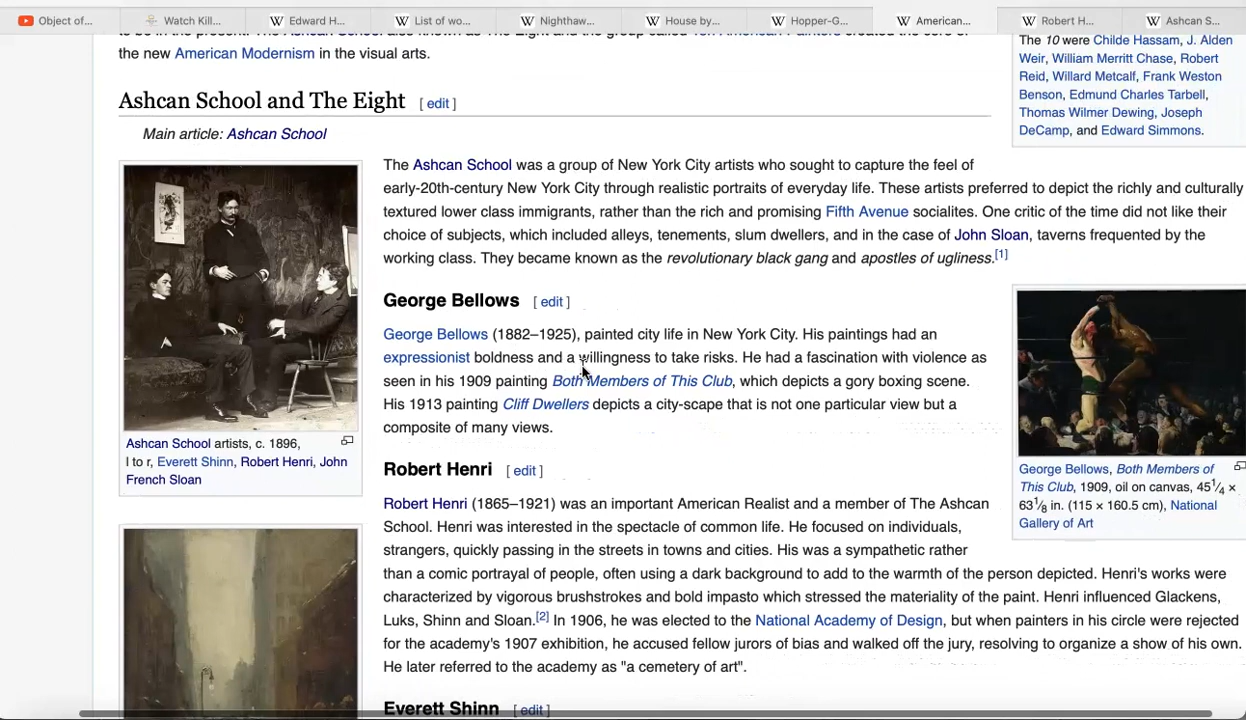 Object of...
Watch Kill...
Edward H...
List of wo...
Nighthaw...
House by...
Hopper-G...
American...
Robert H...
Ashcan S...
the new American Modernism in the visual arts.
The 10 were Childe Hassam, J. Alden
Weir, William Merritt Chase, Robert
Reid, Willard Metcalf, Frank Weston
Benson, Edmund Charles Tarbell,
Thomas Wilmer Dewing, Joseph
DeCamp, and Edward Simmons.
Ashcan School and The Eight [ edit ]
Main article: Ashcan School
The Ashcan School was a group of New York City artists who sought to capture the feel of
early-20th-century New York City through realistic portraits of everyday life. These artists preferred to depict the richly and culturally
textured lower class immigrants, rather than the rich and promising Fifth Avenue socialites. One critic of the time did not like their
choice of subjects, which included alleys, tenements, slum dwellers, and in the case of John Sloan, taverns frequented by the
working class. They became known as the revolutionary black gang and apostles of ugliness.[1]
Ashcan School artists, c. 1896,
l to r, Everett Shinn, Robert Henri, John
French Sloan
George Bellows [ edit ]
George Bellows (1882–1925), painted city life in New York City. His paintings had an
expressionist boldness and a willingness to take risks. He had a fascination with violence as
seen in his 1909 painting Both Members of This Club, which depicts a gory boxing scene.
His 1913 painting Cliff Dwellers depicts a city-scape that is not one particular view but a
composite of many views.
George Bellows, Both Members of
This Club, 1909, oil on canvas, 45 1⁄4 ×
63 1⁄8 in. (115 × 160.5 cm), National
Gallery of Art
Robert Henri [ edit ]
Robert Henri (1865–1921) was an important American Realist and a member of The Ashcan
School. Henri was interested in the spectacle of common life. He focused on individuals,
strangers, quickly passing in the streets in towns and cities. His was a sympathetic rather
than a comic portrayal of people, often using a dark background to add to the warmth of the person depicted. Henri's works were
characterized by vigorous brushstrokes and bold impasto which stressed the materiality of the paint. Henri influenced Glackens,
Luks, Shinn and Sloan.[2] In 1906, he was elected to the National Academy of Design, but when painters in his circle were rejected
for the academy's 1907 exhibition, he accused fellow jurors of bias and walked off the jury, resolving to organize a show of his own.
He later referred to the academy as "a cemetery of art".
Everett Shinn [ edit ]